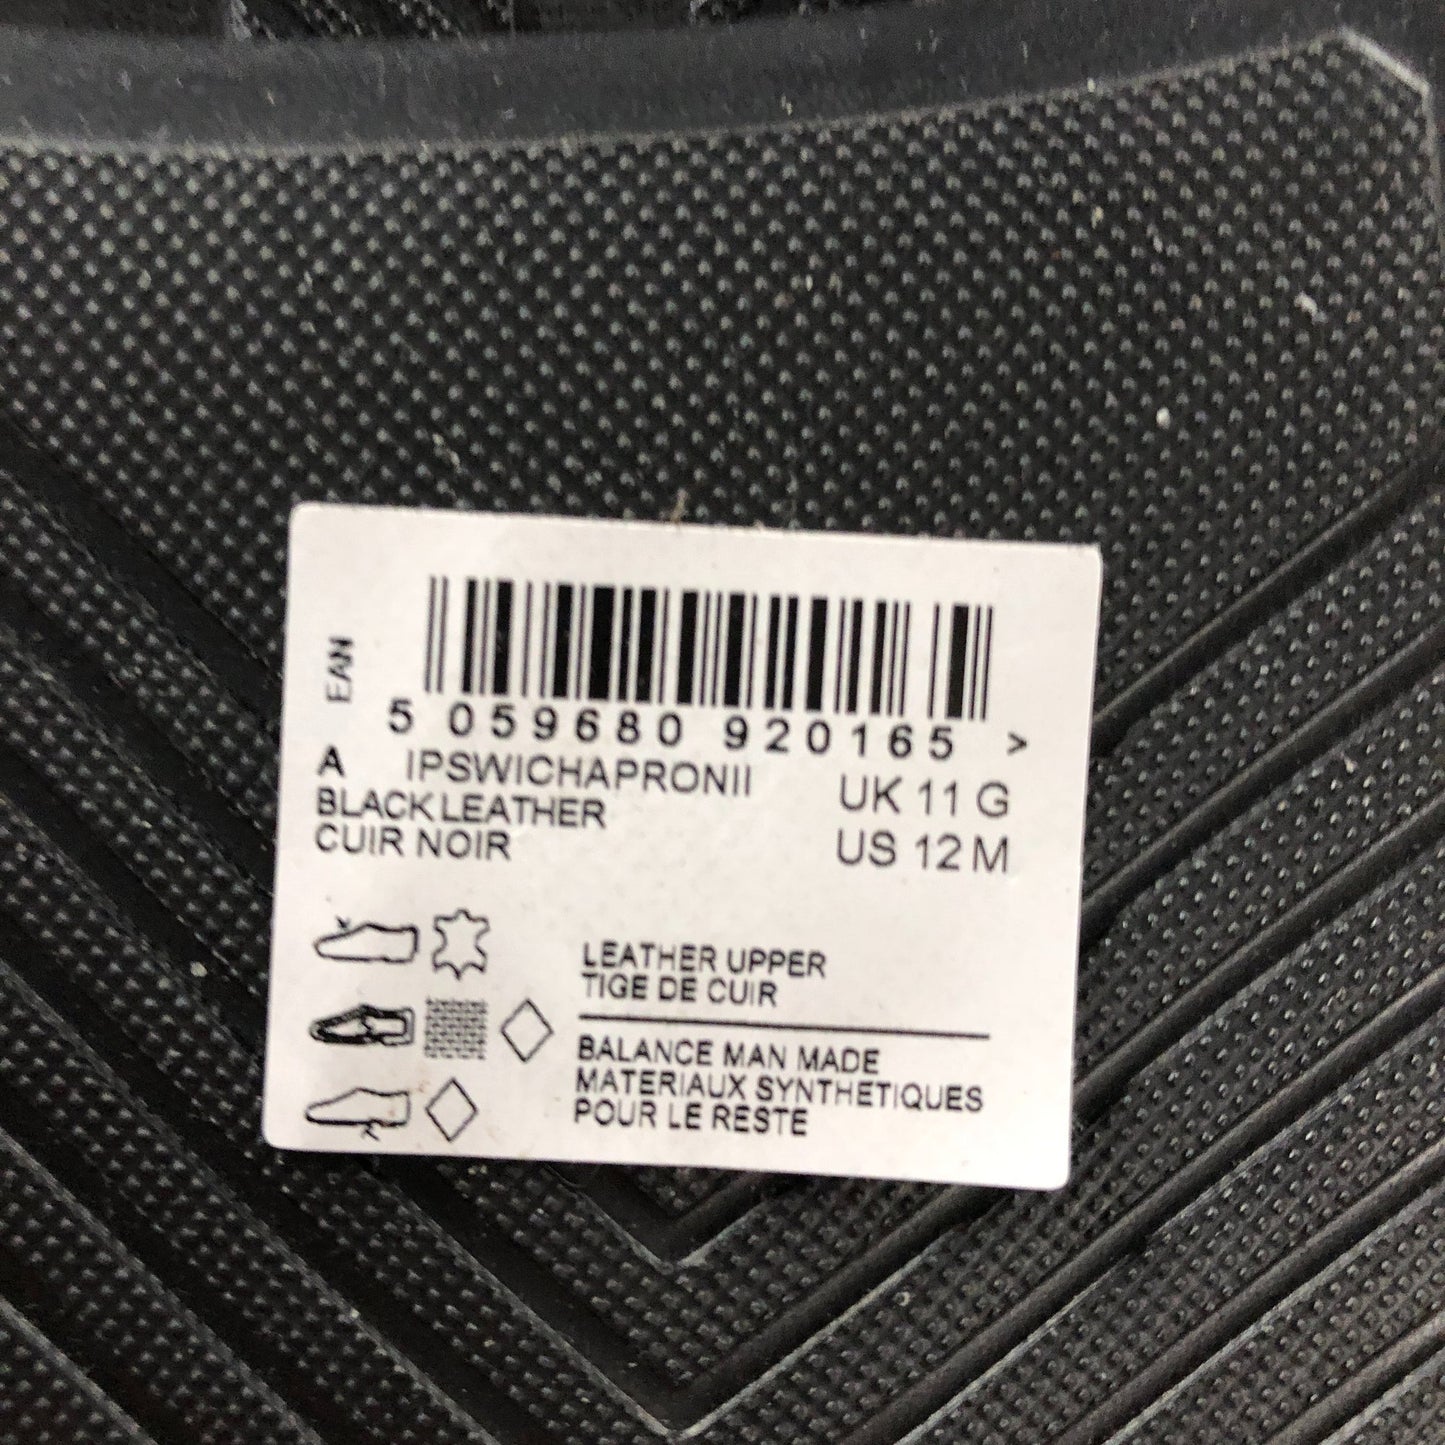 EAN
5 059680 920165 >
A IPSWICHAPRONII UK 11 G
BLACK LEATHER
CUIR NOIR US 12 M
LEATHER UPPER
TIGE DE CUIR
BALANCE MAN MADE
MATERIAUX SYNTHETIQUES
POUR LE RESTE